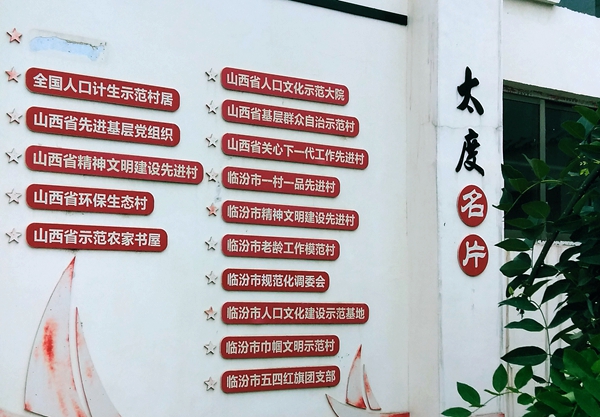 全国人口计生示范村居
山西省先进基层党组织
山西省精神文明建设先进村
山西省环保生态村
山西省示范农家书屋
山西省人口文化示范大院
山西省基层群众自治示范村
山西省关心下一代工作先进村
临汾市一村一品先进村
临汾市精神文明建设先进村
临汾市老龄工作模范村
临汾市规范化调委会
临汾市人口文化建设示范基地
临汾市巾帼文明示范村
临汾市五四红旗团支部
太度名片